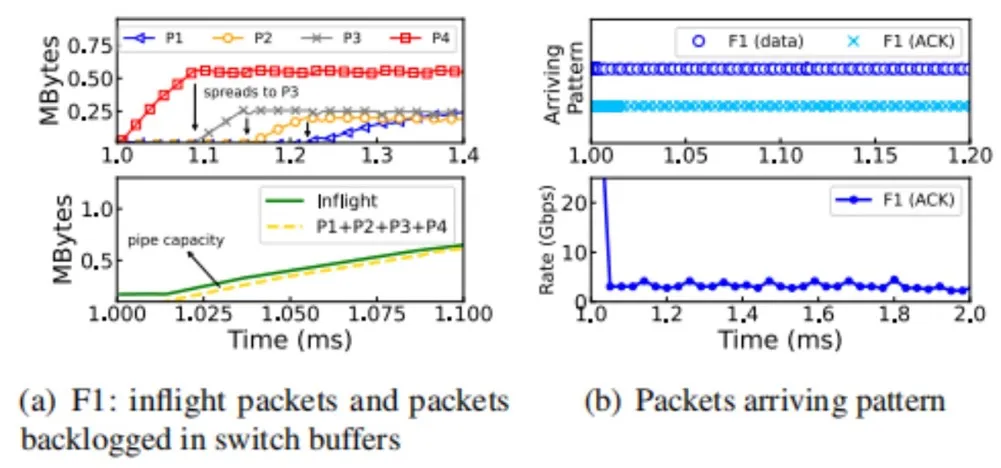 P1 P2 P3 P4
MBytes
0.75
0.50
0.25
spreads to P3
1.0 1.1 1.2 1.3 1.4
MBytes
1.0
0.5
Inflight
P1+P2+P3+P4
pipe capacity
1.000 1.025 1.050 1.075 1.100
Time (ms)
(a) F1: inflight packets and packets
backlogged in switch buffers
Arriving
Pattern
F1 (data) F1 (ACK)
1.00 1.05 1.10 1.15 1.20
Rate (Gbps)
20
10
0
F1 (ACK)
1.0 1.2 1.4 1.6 1.8 2.0
Time (ms)
(b) Packets arriving pattern